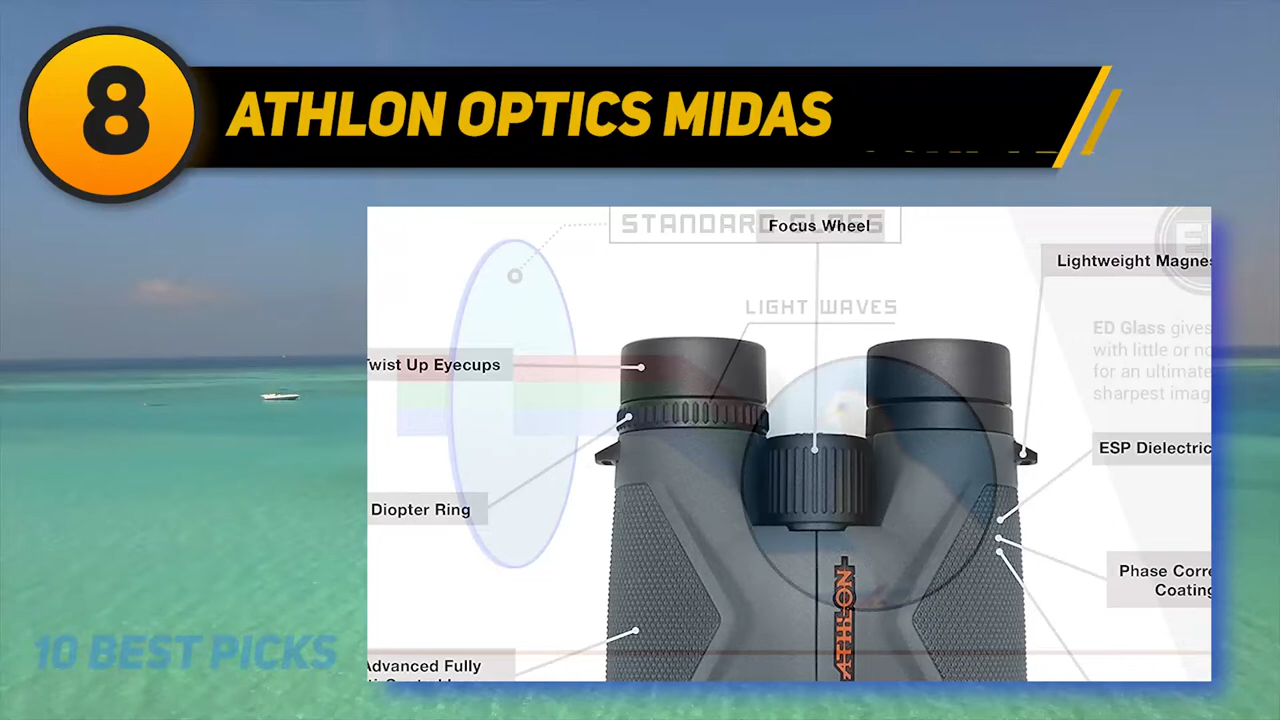 8
ATHLON OPTICS MIDAS
STANDARD GLASS
Focus Wheel
Lightweight Magnes
LIGHT WAVES
ED Glass gives
with little or no
for an ultimate
sharpest imag
Twist Up Eyecups
ESP Dielectric
Diopter Ring
Phase Corre
Coating
ATHLON
10 BEST PICKS
Advanced Fully